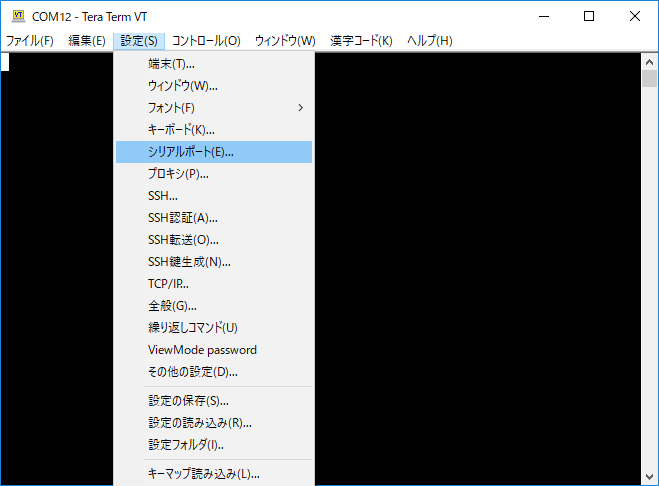 COM12 - Tera Term VT
ファイル(F) 編集(E) 設定(S) コントロール(O) ウィンドウ(W) 漢字コード(K) ヘルプ(H)
端末(T)...
ウィンドウ(W)...
フォント(F)
キーボード(K)...
シリアルポート(E)...
プロキシ(P)...
SSH...
SSH認証(A)...
SSH転送(O)...
SSH鍵生成(N)...
TCP/IP...
全般(G)...
繰り返しコマンド(U)
ViewMode password
その他の設定(D)...
設定の保存(S)...
設定の読み込み(R)...
設定フォルダ(I)..
キーマップ読み込み(L)...